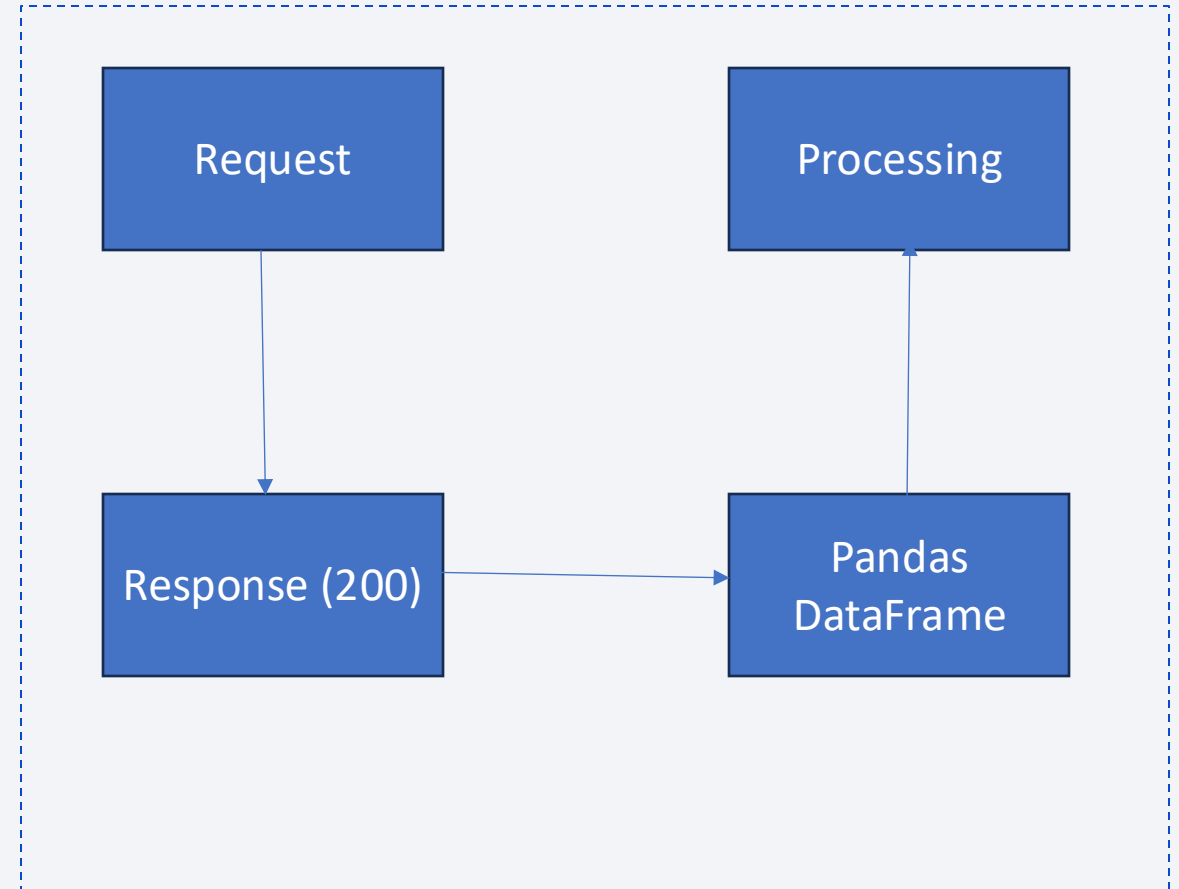 Request
Processing
Response (200)
Pandas
DataFrame